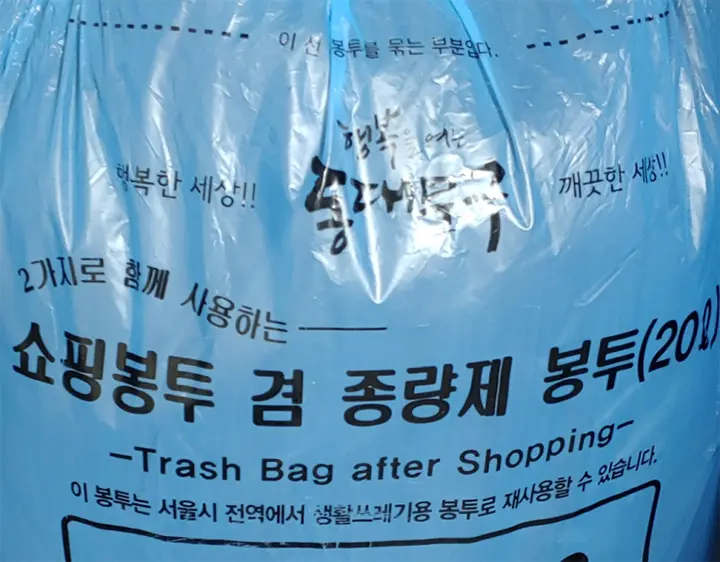 이 선 봉투를 묶는 부분입니다.
행복을 여는
동대문구
행복한 세상!!
깨끗한 세상!!
2가지로 함께 사용하는
쇼핑봉투 겸 종량제 봉투(20ℓ)
-Trash Bag after Shopping-
이 봉투는 서울시 전역에서 생활쓰레기용 봉투로 재사용할 수 있습니다.